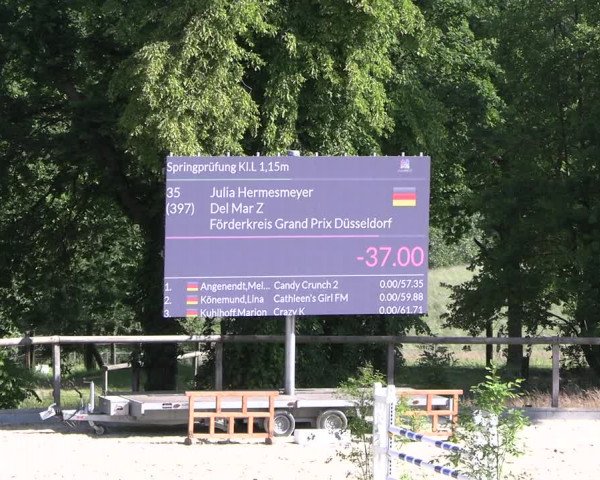 Springprüfung Kl.L 1,15m
35 Julia Hermesmeyer
(397) Del Mar Z
Förderkreis Grand Prix Düsseldorf
-37.00
1. Angenendt,Mel... Candy Crunch 2 0.00/57.35
2. Könemund,Lina Cathleen's Girl FM 0.00/59.88
3. Kuhlhoff,Marion Crazy K 0.00/61.71